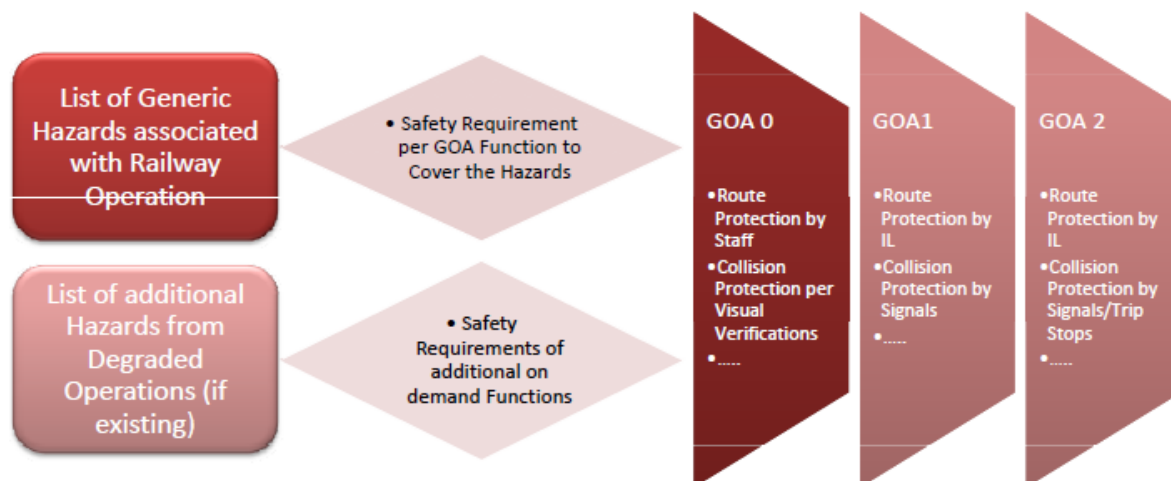 List of Generic
Hazards associated
with Railway
Operation
• Safety Requirement
per GOA Function to
Cover the Hazards
List of additional
Hazards from
Degraded
Operations (if
existing)
• Safety
Requirements of
additional on
demand Functions
GOA 0
•Route
Protection by
Staff
•Collision
Protection per
Visual
Verifications
•.....
GOA1
•Route
Protection by
IL
•Collision
Protection by
Signals
•.....
GOA 2
•Route
Protection by
IL
•Collision
Protection by
Signals/Trip
Stops
•.....